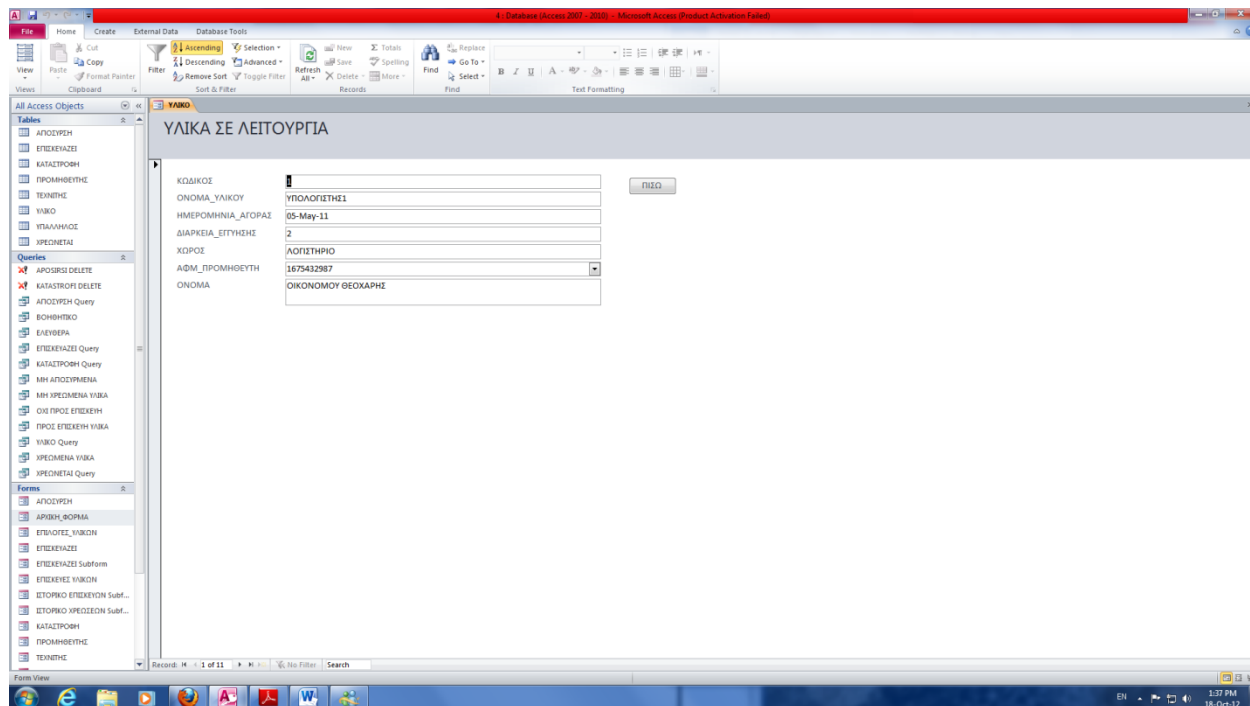 4 : Database (Access 2007 - 2010) - Microsoft Access (Product Activation Failed)
File Home Create External Data Database Tools
View
Views
Paste
Cut
Copy
Format Painter
Clipboard
Filter
Ascending
Descending
Remove Sort
Selection
Advanced
Toggle Filter
Sort & Filter
Refresh All
New
Save
Delete
Totals
Spelling
More
Records
Find
Replace
Go To
Select
Find
B I U A
Text Formatting
All Access Objects
Tables
ΑΠΟΣΥΡΣΗ
ΕΠΙΣΚΕΥΑΖΕΙ
ΚΑΤΑΣΤΡΟΦΗ
ΠΡΟΜΗΘΕΥΤΗΣ
ΤΕΧΝΙΤΗΣ
ΥΛΙΚΟ
ΥΠΑΛΛΗΛΟΣ
ΧΡΕΩΝΕΤΑΙ
Queries
APOSIRSI DELETE
KATASTROFI DELETE
ΑΠΟΣΥΡΣΗ Query
ΒΟΗΘΗΤΙΚΟ
ΕΛΕΥΘΕΡΑ
ΕΠΙΣΚΕΥΑΖΕΙ Query
ΚΑΤΑΣΤΡΟΦΗ Query
ΜΗ ΑΠΟΣΥΡΜΕΝΑ
ΜΗ ΧΡΕΩΜΕΝΑ ΥΛΙΚΑ
ΟΧΙ ΠΡΟΣ ΕΠΙΣΚΕΥΗ
ΠΡΟΣ ΕΠΙΣΚΕΥΗ ΥΛΙΚΑ
ΥΛΙΚΟ Query
ΧΡΕΩΜΕΝΑ ΥΛΙΚΑ
ΧΡΕΩΝΕΤΑΙ Query
Forms
ΑΠΟΣΥΡΣΗ
ΑΡΧΙΚΗ_ΦΟΡΜΑ
ΕΠΙΛΟΓΕΣ_ΥΛΙΚΩΝ
ΕΠΙΣΚΕΥΑΖΕΙ
ΕΠΙΣΚΕΥΑΖΕΙ Subform
ΕΠΙΣΚΕΥΕΣ ΥΛΙΚΩΝ
ΙΣΤΟΡΙΚΟ ΕΠΙΣΚΕΥΩΝ Subf...
ΙΣΤΟΡΙΚΟ ΧΡΕΩΣΕΩΝ Subf...
ΚΑΤΑΣΤΡΟΦΗ
ΠΡΟΜΗΘΕΥΤΗΣ
ΤΕΧΝΙΤΗΣ
ΥΛΙΚΟ
ΥΛΙΚΑ ΣΕ ΛΕΙΤΟΥΡΓΙΑ
ΚΩΔΙΚΟΣ 1
ΠΙΣΩ
ΟΝΟΜΑ_ΥΛΙΚΟΥ ΥΠΟΛΟΓΙΣΤΗΣ1
ΗΜΕΡΟΜΗΝΙΑ_ΑΓΟΡΑΣ 05-May-11
ΔΙΑΡΚΕΙΑ_ΕΓΓΥΗΣΗΣ 2
ΧΩΡΟΣ ΛΟΓΙΣΤΗΡΙΟ
ΑΦΜ_ΠΡΟΜΗΘΕΥΤΗ 1675432987
ΟΝΟΜΑ ΟΙΚΟΝΟΜΟΥ ΘΕΟΧΑΡΗΣ
Record: 1 of 11 No Filter Search
Form View
EN 1:37 PM
18-Oct-12